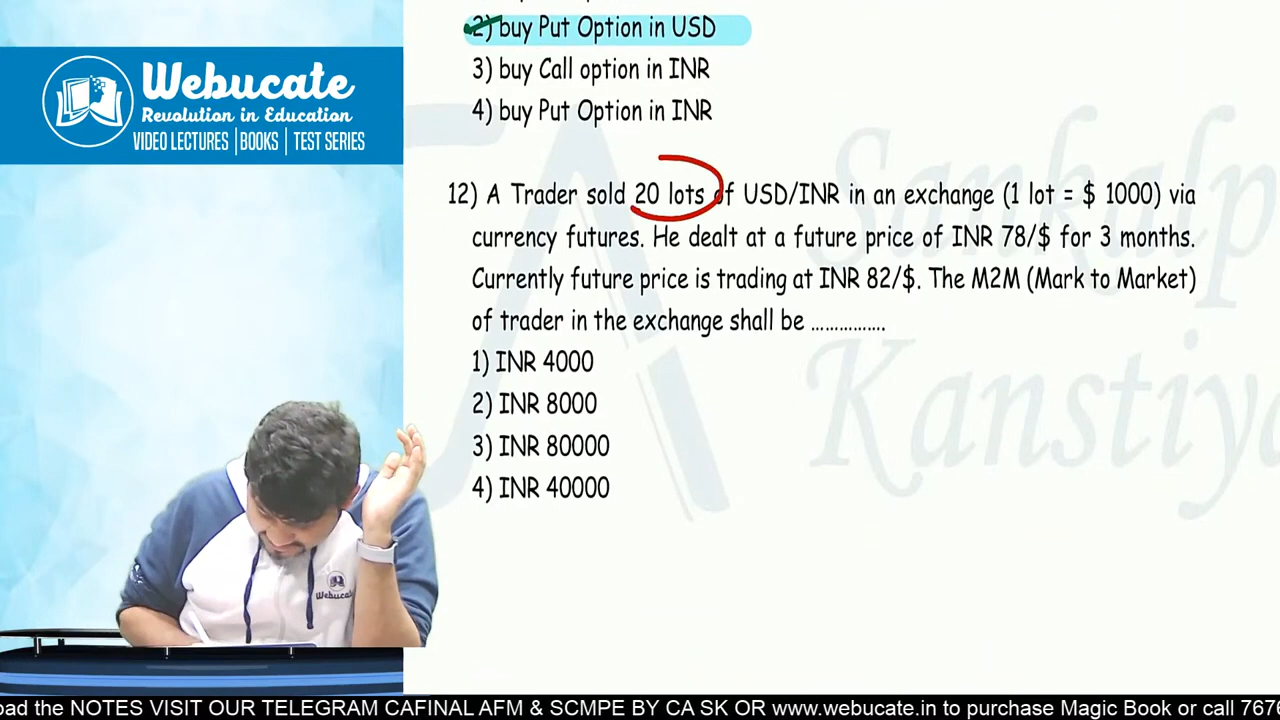 2) buy Put Option in USD
3) buy Call option in INR
4) buy Put Option in INR
Webucate
Revolution in Education
VIDEO LECTURES | BOOKS | TEST SERIES
12) A Trader sold 20 lots of USD/INR in an exchange (1 lot = $ 1000) via
currency futures. He dealt at a future price of INR 78/$ for 3 months.
Currently future price is trading at INR 82/$. The M2M (Mark to Market)
of trader in the exchange shall be ...............
1) INR 4000
2) INR 8000
3) INR 80000
4) INR 40000
Sankalp
Kanstiya
Webucate
oad the NOTES VISIT OUR TELEGRAM CAFINAL AFM & SCMPE BY CA SK OR www.webucate.in to purchase Magic Book or call 767